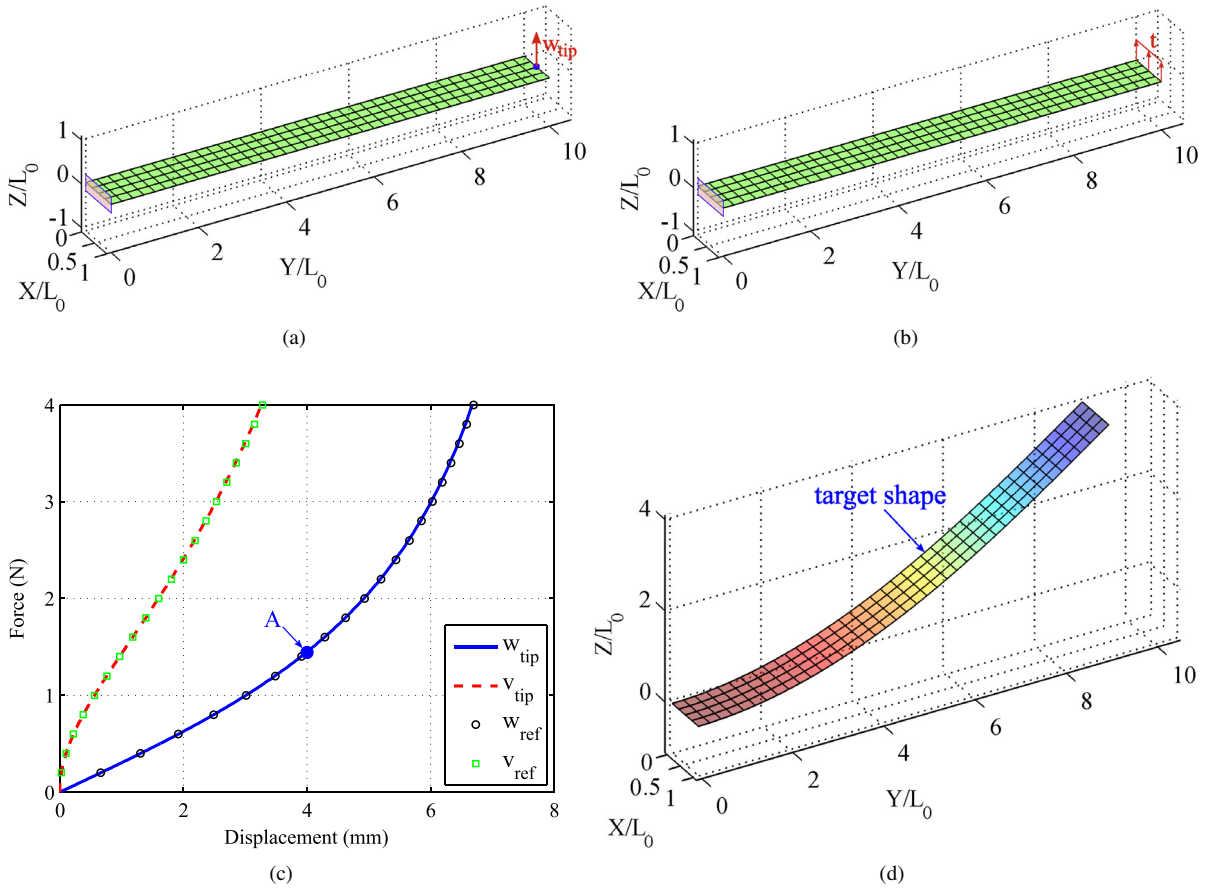 w_tip
1
0
-1
Z/L_0
0
0.5
1
X/L_0
0
2
4
6
8
10
Y/L_0
(a)
t
1
0
-1
Z/L_0
0
0.5
1
X/L_0
0
2
4
6
8
10
Y/L_0
(b)
4
3
2
1
0
Force (N)
A
w_tip
v_tip
w_ref
v_ref
0
2
4
6
8
Displacement (mm)
(c)
target shape
4
2
0
Z/L_0
0
0.5
1
X/L_0
0
2
4
6
8
10
Y/L_0
(d)